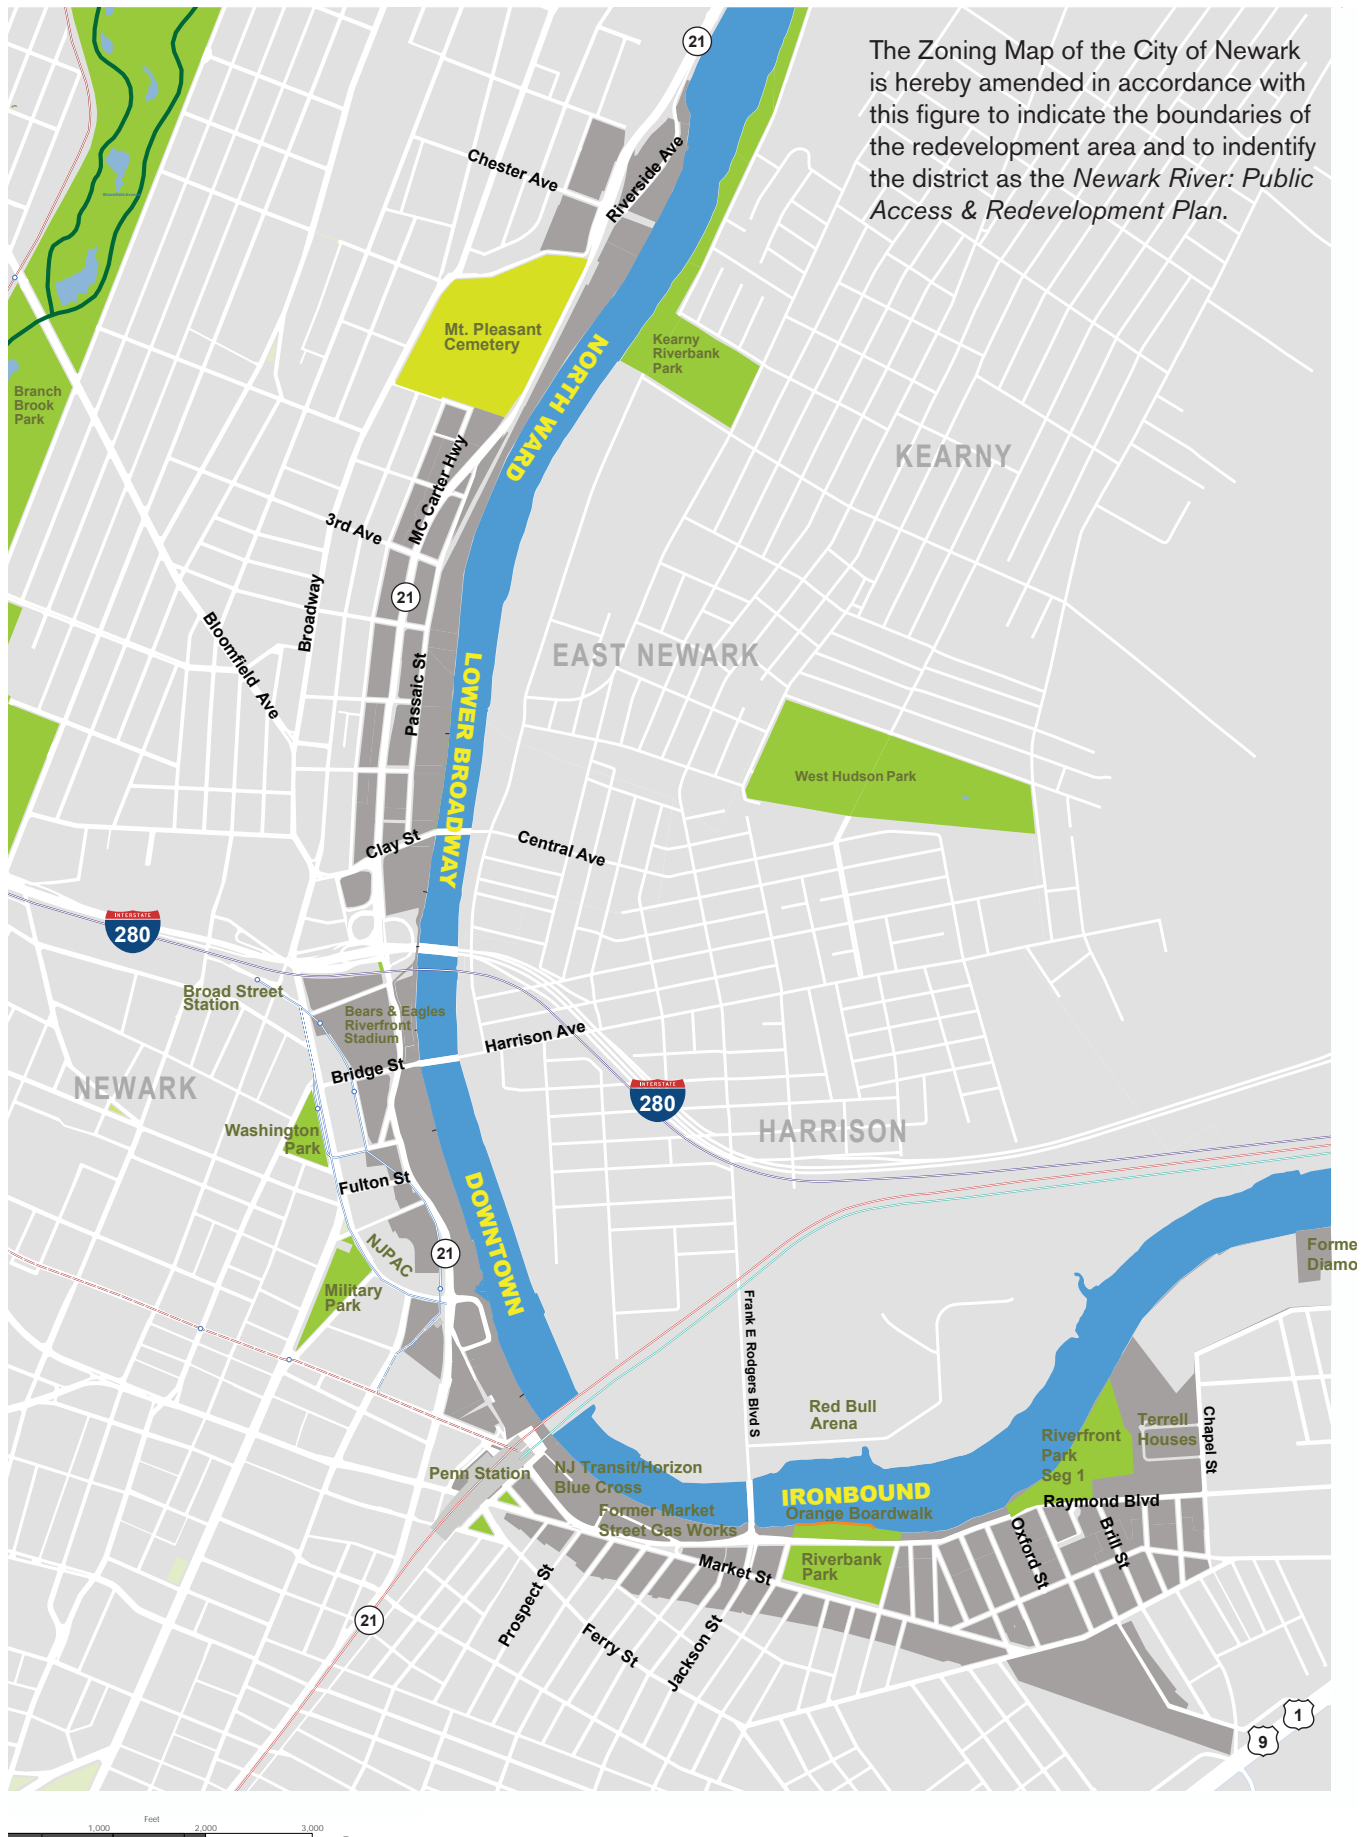 The Zoning Map of the City of Newark
is hereby amended in accordance with
this figure to indicate the boundaries of
the redevelopment area and to indentify
the district as the Newark River: Public
Access & Redevelopment Plan.
21
Chester Ave
Riverside Ave
Mt. Pleasant
Cemetery
NORTH WARD
Kearny
Riverbank
Park
Branch
Brook
Park
KEARNY
MC Carter Hwy
3rd Ave
21
Broadway
Bloomfield Ave
Passaic St
LOWER BROADWAY
EAST NEWARK
West Hudson Park
Clay St
Central Ave
INTERSTATE
280
Broad Street
Station
Bears & Eagles
Riverfront
Stadium
Harrison Ave
Bridge St
NEWARK
INTERSTATE
280
HARRISON
Washington
Park
Fulton St
DOWNTOWN
NJPAC
21
Military
Park
Forme
Diamo
Frank E Rodgers Blvd S
Red Bull
Arena
Riverfront
Park
Seg 1
Terrell
Houses
Chapel St
Penn Station
NJ Transit/Horizon
Blue Cross
Former Market
Street Gas Works
IRONBOUND
Orange Boardwalk
Raymond Blvd
Oxford St
Brill St
Market St
Riverbank
Park
Prospect St
Ferry St
Jackson St
21
1
9
Feet
1,000
2,000
3,000